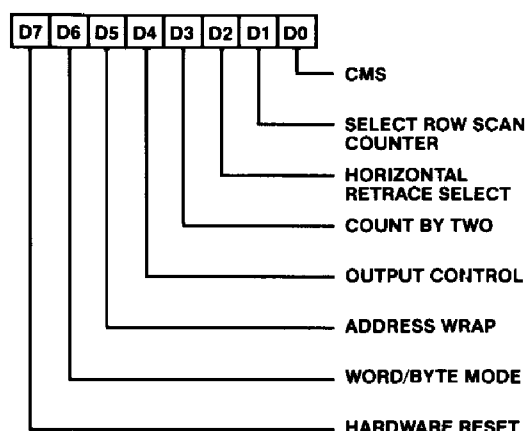 D7 D6 D5 D4 D3 D2 D1 D0
CMS
SELECT ROW SCAN
COUNTER
HORIZONTAL
RETRACE SELECT
COUNT BY TWO
OUTPUT CONTROL
ADDRESS WRAP
WORD/BYTE MODE
HARDWARE RESET